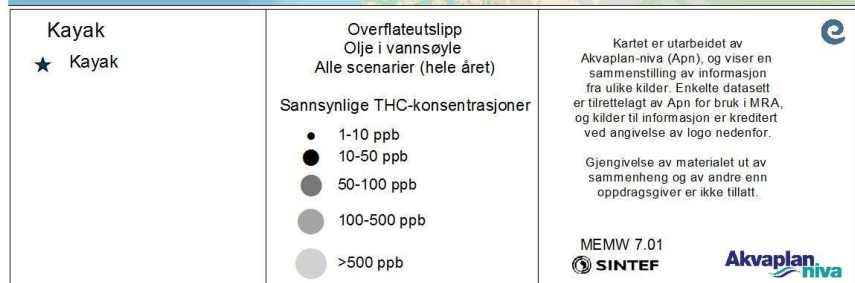 Kayak
Kayak
Overflateutslipp
Olje i vannsøyle
Alle scenarier (hele året)
Sannsynlige THC-konsentrasjoner
1-10 ppb
10-50 ppb
50-100 ppb
100-500 ppb
>500 ppb
Kartet er utarbeidet av
Akvaplan-niva (Apn), og viser en
sammenstilling av informasjon
fra ulike kilder. Enkelte datasett
er tilrettelagt av Apn for bruk i MRA,
og kilder til informasjon er kreditert
ved angivelse av logo nedenfor.
Gjengivelse av materialet ut av
sammenheng og av andre enn
oppdragsgiver er ikke tillatt.
MEMW 7.01
SINTEF
Akvaplan
niva